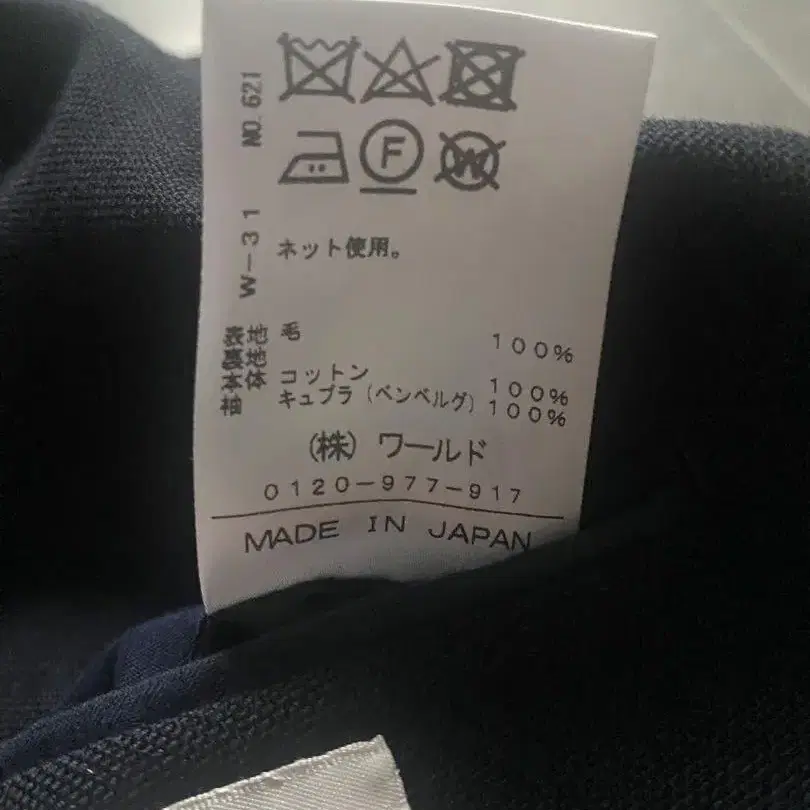 F
W
ネット使用。
表地 毛 100%
裏地
身体 コットン 100%
袖体 キュプラ(ベンベルグ) 100%
(株) ワールド
0120-977-917
MADE IN JAPAN
W-31 NO.621